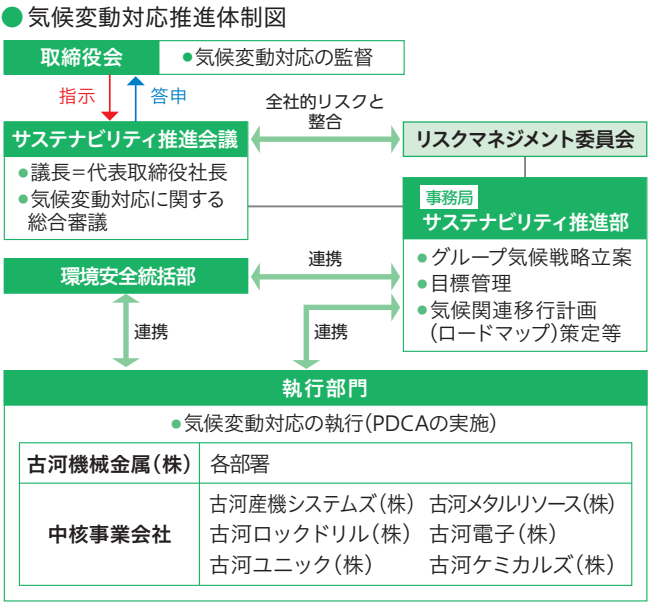 ●気候変動対応推進体制図
取締役会
●気候変動対応の監督
指示
答申
全社的リスクと
整合
サステナビリティ推進会議
●議長=代表取締役社長
●気候変動対応に関する
総合審議
リスクマネジメント委員会
事務局
サステナビリティ推進部
●グループ気候戦略立案
●目標管理
●気候関連移行計画
(ロードマップ)策定等
環境安全統括部
連携
連携
連携
執行部門
●気候変動対応の執行(PDCAの実施)
古河機械金属(株) 各部署
中核事業会社
古河産機システムズ(株) 古河メタルリソース(株)
古河ロックドリル(株) 古河電子(株)
古河ユニック(株) 古河ケミカルズ(株)